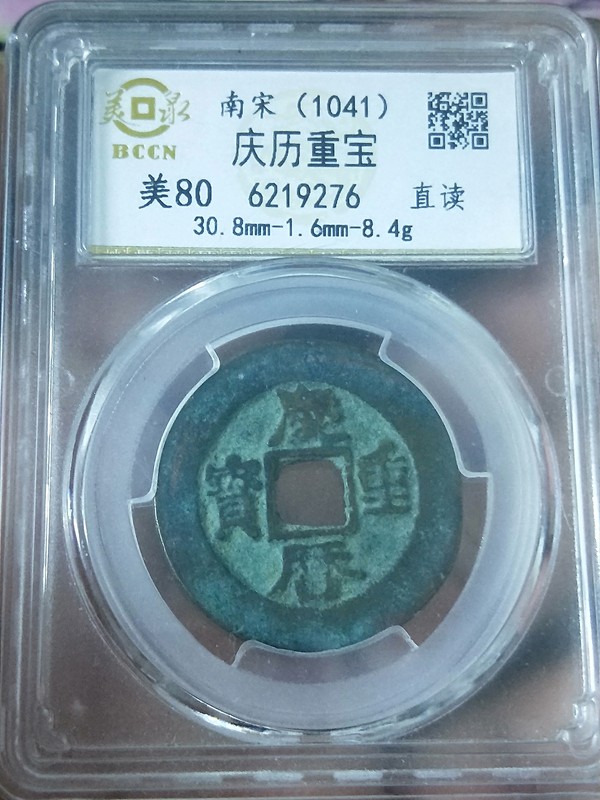 美泉
BCCN
南宋（1041）
庆历重宝
美80 6219276 直读
30.8mm-1.6mm-8.4g
慶
寶 重
曆